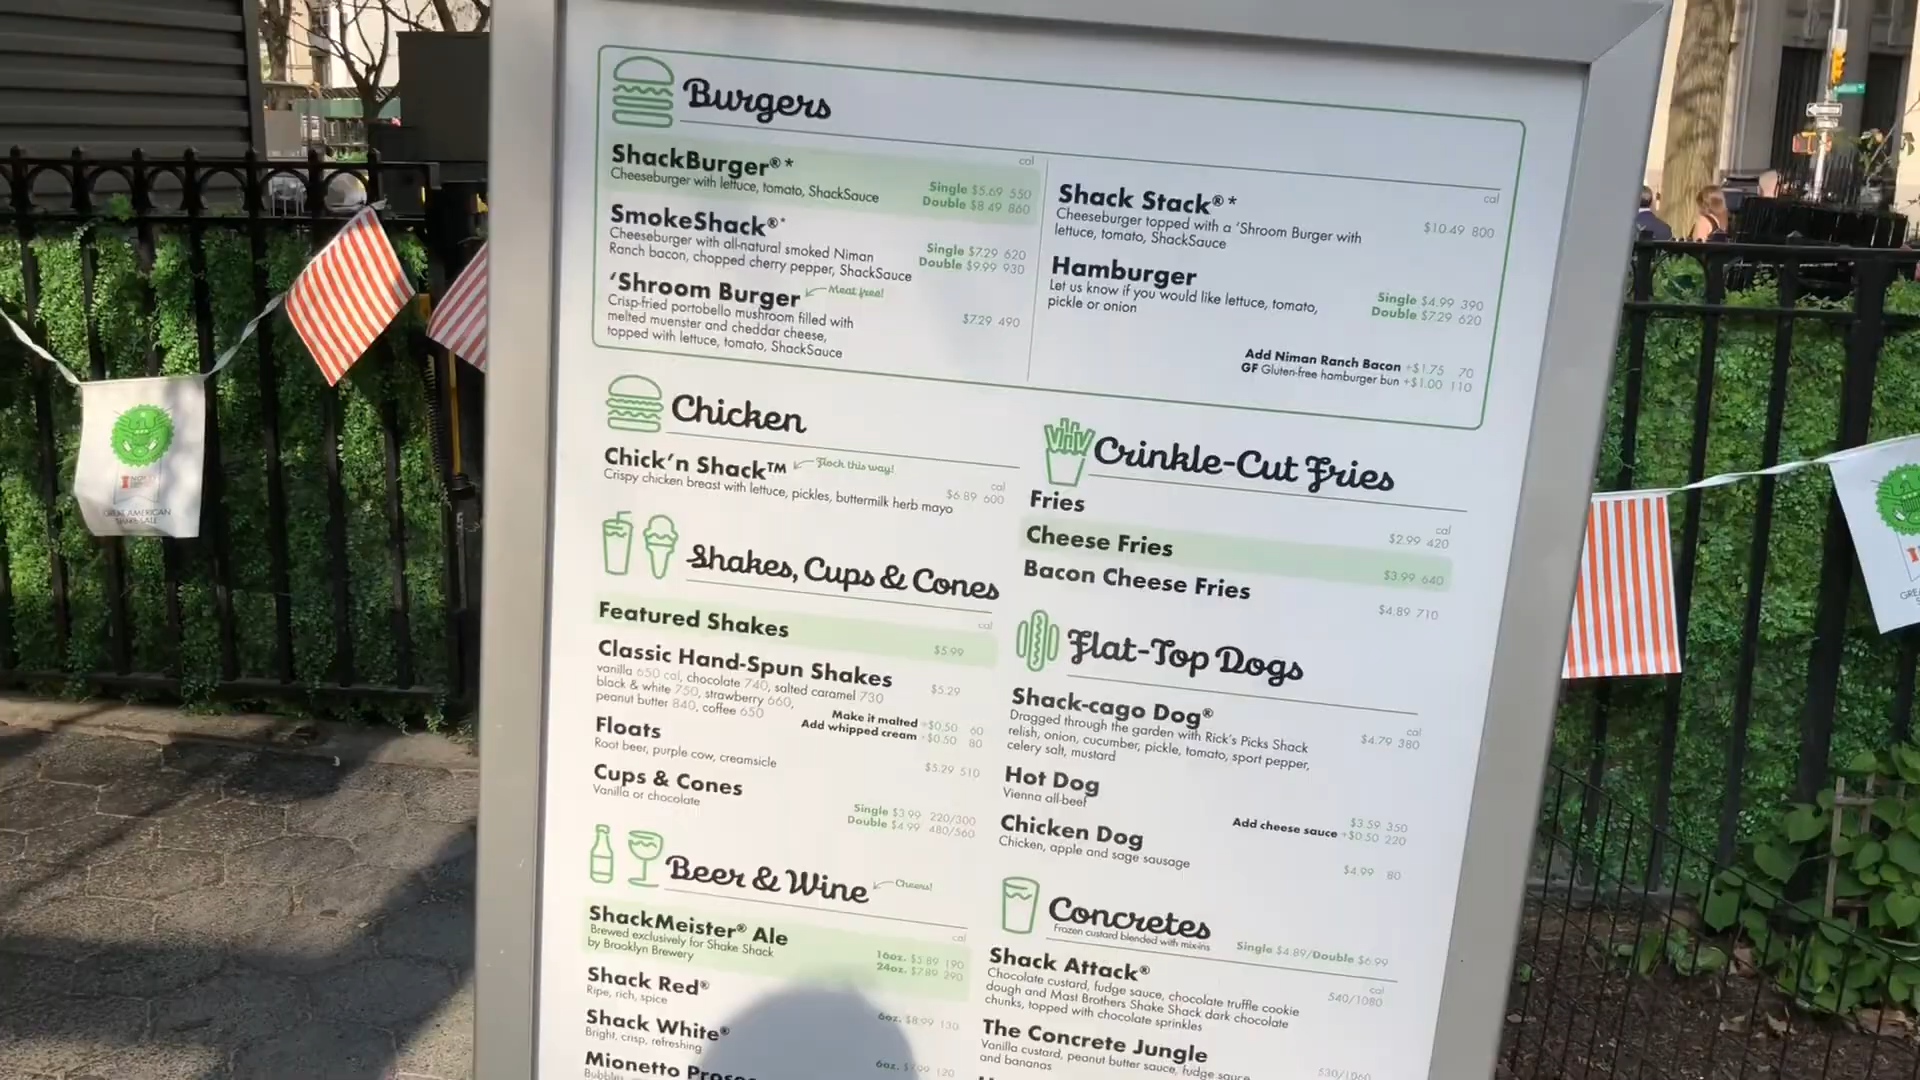 Burgers
cal
ShackBurger®*
Cheeseburger with lettuce, tomato, ShackSauce
Single $5.69 550
Double $8.49 860
SmokeShack®*
Cheeseburger with all-natural smoked Niman
Ranch bacon, chopped cherry pepper, ShackSauce
Single $7.29 620
Double $9.99 930
'Shroom Burger
Meat free!
Crisp-fried portobello mushroom filled with
melted muenster and cheddar cheese,
topped with lettuce, tomato, ShackSauce
$7.29 490
cal
Shack Stack®*
Cheeseburger topped with a 'Shroom Burger with
lettuce, tomato, ShackSauce
$10.49 800
Hamburger
Let us know if you would like lettuce, tomato,
pickle or onion
Single $4.99 390
Double $7.29 620
Add Niman Ranch Bacon +$1.75 70
GF Gluten-free hamburger bun +$1.00 110
Chicken
Chick'n Shack™
Flock this way!
cal
Crispy chicken breast with lettuce, pickles, buttermilk herb mayo
$6.89 600
Shakes, Cups & Cones
cal
Featured Shakes
$5.99
Classic Hand-Spun Shakes
$5.29
vanilla 650 cal, chocolate 740, salted caramel 730
black & white 750, strawberry 660,
peanut butter 840, coffee 650
Make it malted +$0.50 60
Add whipped cream +$0.50 80
Floats
Root beer, purple cow, creamsicle
$5.29 510
Cups & Cones
Vanilla or chocolate
Single $3.99 220/300
Double $4.99 480/560
Beer & Wine
Cheers!
cal
ShackMeister® Ale
Brewed exclusively for Shake Shack
by Brooklyn Brewery
16oz. $5.89 190
24oz. $7.89 290
Shack Red®
Ripe, rich, spice
6oz. $8.99 130
Shack White®
Bright, crisp, refreshing
6oz. 120
Mionetto
Crinkle-Cut Fries
cal
Fries
$2.99 420
Cheese Fries
$3.99 640
Bacon Cheese Fries
$4.89 710
Flat-Top Dogs
cal
Shack-cago Dog®
Dragged through the garden with Rick's Picks Shack
relish, onion, cucumber, pickle, tomato, sport pepper,
celery salt, mustard
$4.79 380
Hot Dog
Vienna all-beef
$3.59 350
Add cheese sauce +$0.50 220
Chicken Dog
Chicken, apple and sage sausage
$4.99 80
Concretes
Frozen custard blended with mix-ins
Single $4.89/Double $6.99
cal
Shack Attack®
Chocolate custard, fudge sauce, chocolate truffle cookie
dough and Mast Brothers Shake Shack dark chocolate
chunks, topped with chocolate sprinkles
540/1080
The Concrete Jungle
Vanilla custard, peanut butter sauce, fudge sauce
and bananas
530/1060
GREAT AMERICAN
SHAKE SALE